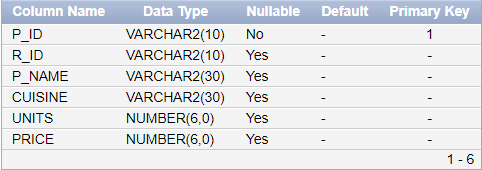 Column Name Data Type Nullable Default Primary Key
P_ID VARCHAR2(10) No - 1
R_ID VARCHAR2(10) Yes - -
P_NAME VARCHAR2(30) Yes - -
CUISINE VARCHAR2(30) Yes - -
UNITS NUMBER(6,0) Yes - -
PRICE NUMBER(6,0) Yes - -
1 - 6